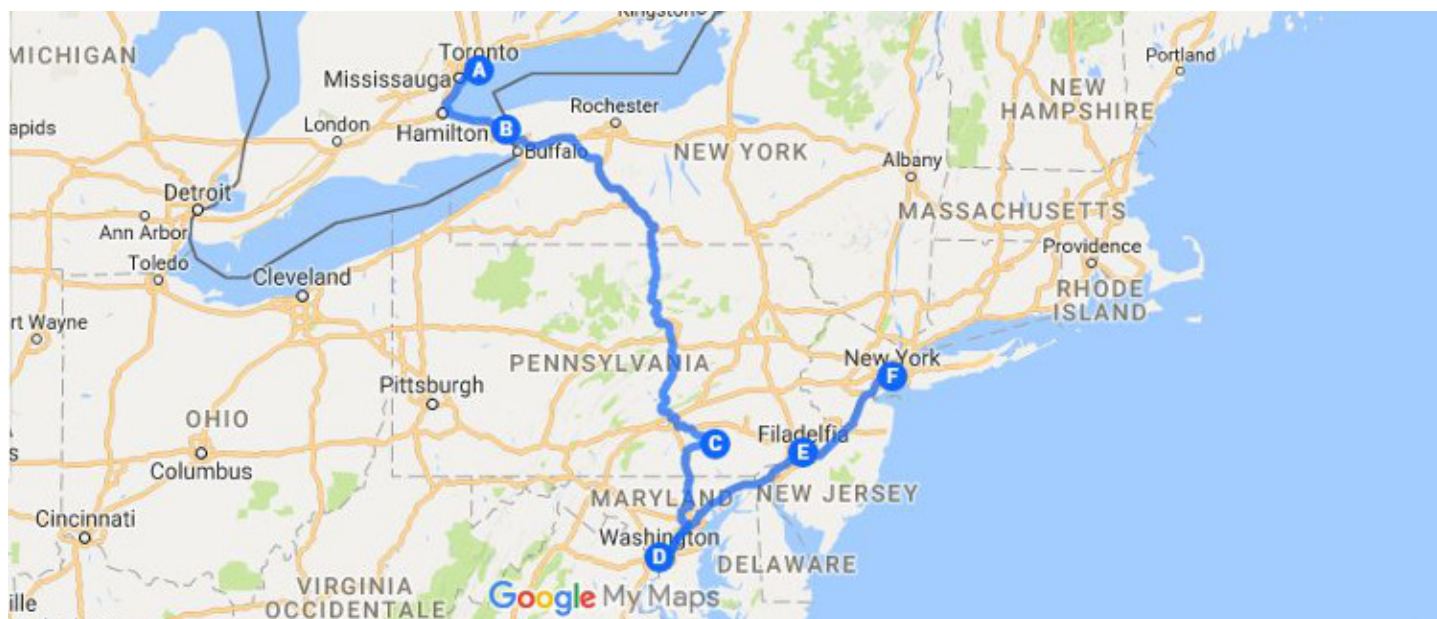 Kingston
MICHIGAN
Toronto
A
Mississauga
Portland
Rochester
NEW
HAMPSHIRE
apids
London
Hamilton
B
Buffalo
NEW YORK
Albany
Detroit
MASSACHUSETTS
Ann Arbor
Providence
Toledo
Cleveland
RHODE
ISLAND
rt Wayne
PENNSYLVANIA
New York
F
Pittsburgh
OHIO
C
Filadelfia
E
Columbus
MARYLAND
NEW JERSEY
Cincinnati
Washington
D
DELAWARE
VIRGINIA
OCCIDENTALE
Google My Maps
ille